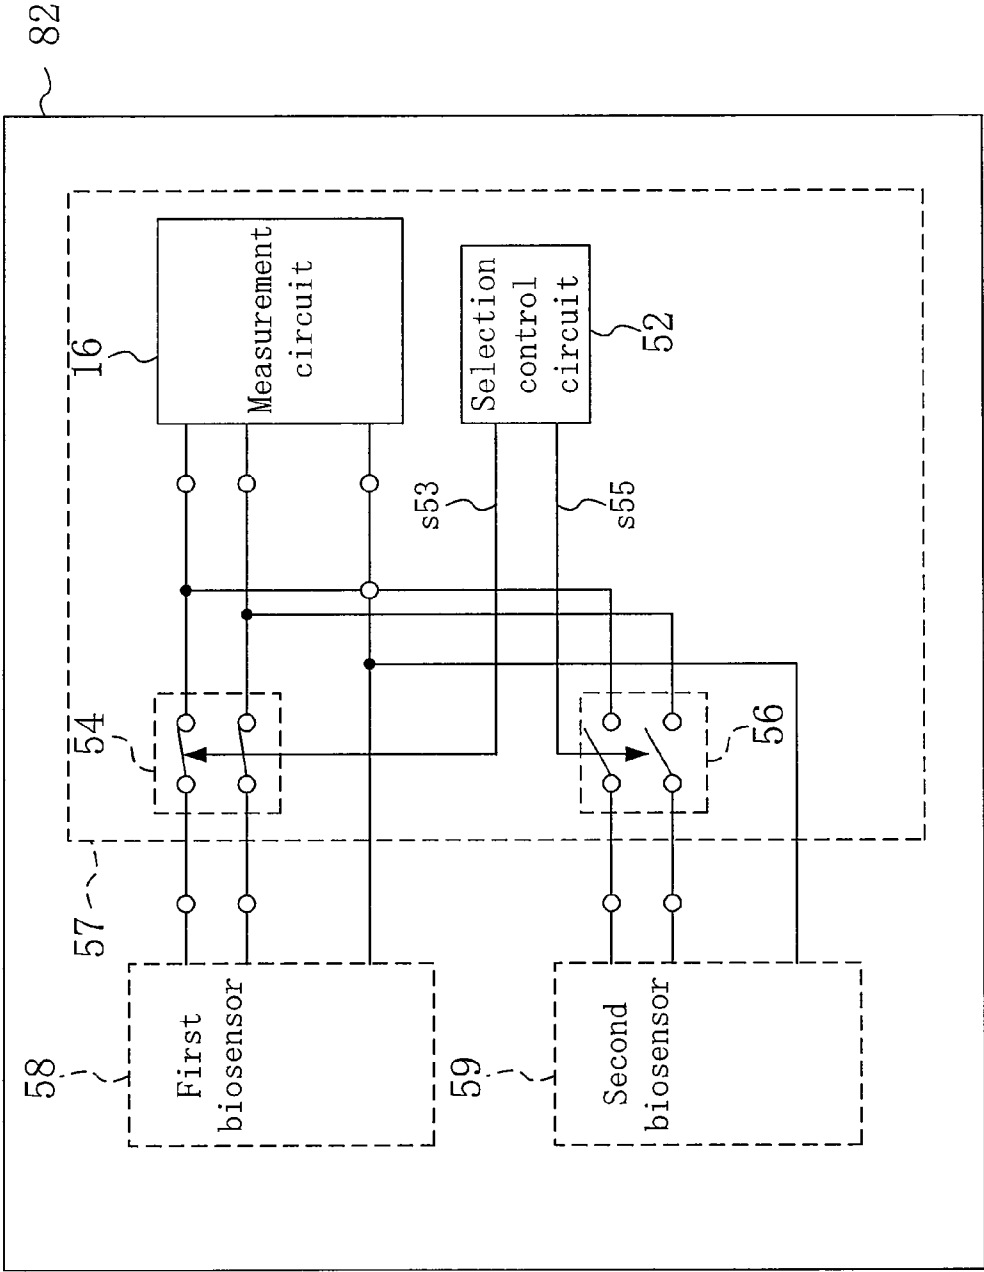 82
57
16
Measurement
circuit
Selection
control
circuit
52
s53
s55
54
56
58
First
biosensor
59
Second
biosensor